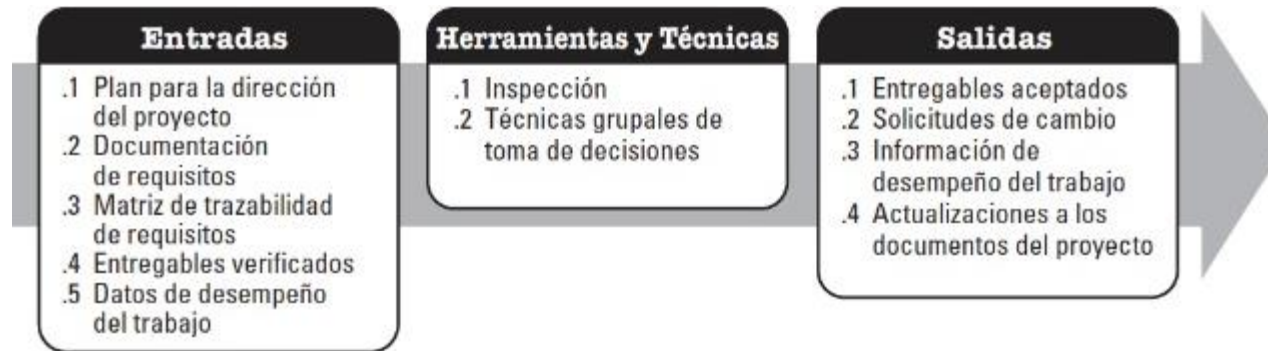 Entradas
.1 Plan para la dirección
del proyecto
.2 Documentación
de requisitos
.3 Matriz de trazabilidad
de requisitos
.4 Entregables verificados
.5 Datos de desempeño
del trabajo
Herramientas y Técnicas
.1 Inspección
.2 Técnicas grupales de
toma de decisiones
Salidas
.1 Entregables aceptados
.2 Solicitudes de cambio
.3 Información de
desempeño del trabajo
.4 Actualizaciones a los
documentos del proyecto